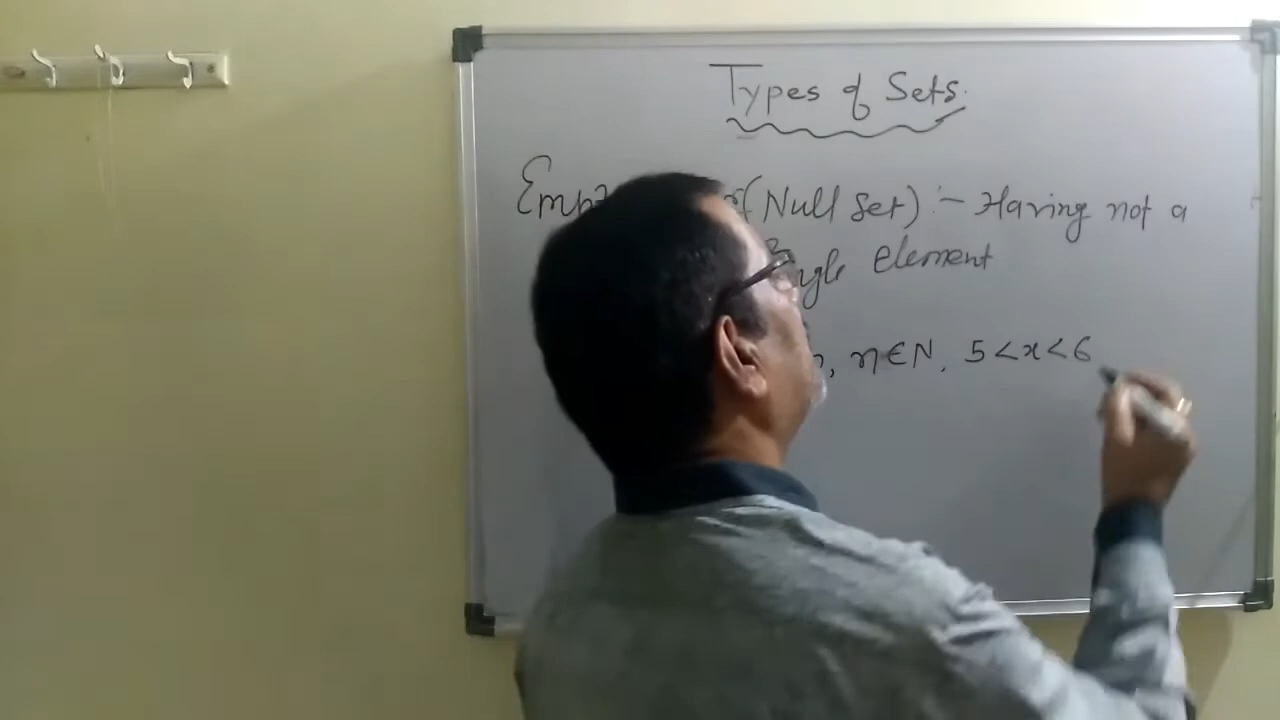 Types of Sets.
(Null Set) :- Having not a
element
n∈N, 5<x<6